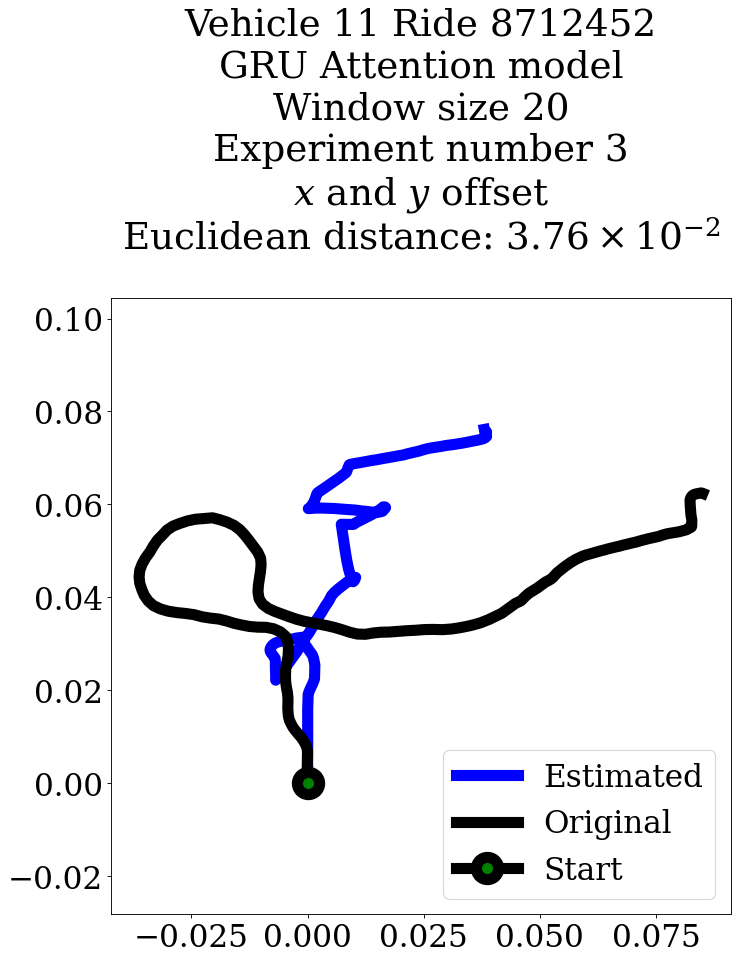 Vehicle 11 Ride 8712452
GRU Attention model
Window size 20
Experiment number 3
x and y offset
Euclidean distance: 3.76 × 10⁻²
0.10
0.08
0.06
0.04
0.02
0.00
−0.02
−0.025 0.000 0.025 0.050 0.075
Estimated
Original
Start